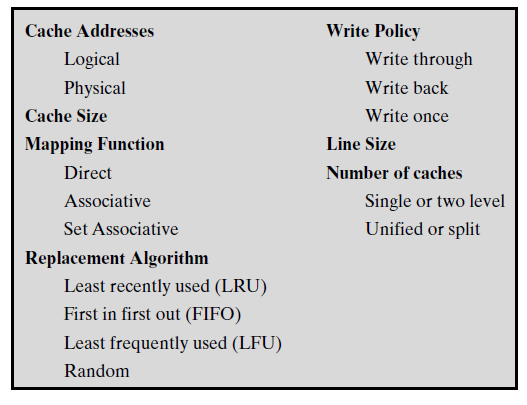 Cache Addresses
Logical
Physical
Cache Size
Mapping Function
Direct
Associative
Set Associative
Replacement Algorithm
Least recently used (LRU)
First in first out (FIFO)
Least frequently used (LFU)
Random
Write Policy
Write through
Write back
Write once
Line Size
Number of caches
Single or two level
Unified or split